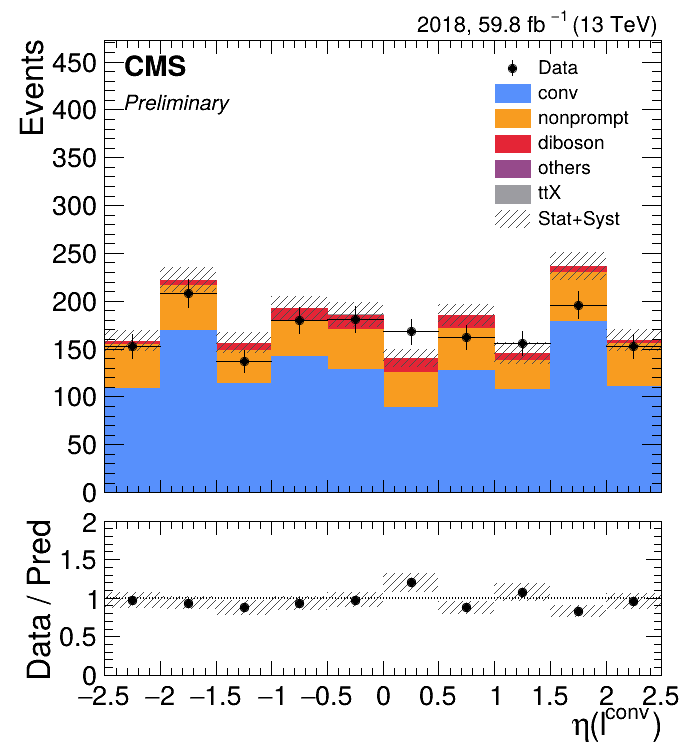 2018, 59.8 fb⁻¹ (13 TeV)
Events
CMS
Preliminary
Data
conv
nonprompt
diboson
others
ttX
Stat+Syst
450
400
350
300
250
200
150
100
50
0
Data / Pred
2
1.5
1
0.5
0
−2.5 −2 −1.5 −1 −0.5 0 0.5 1 1.5 2 2.5
η(l^conv)